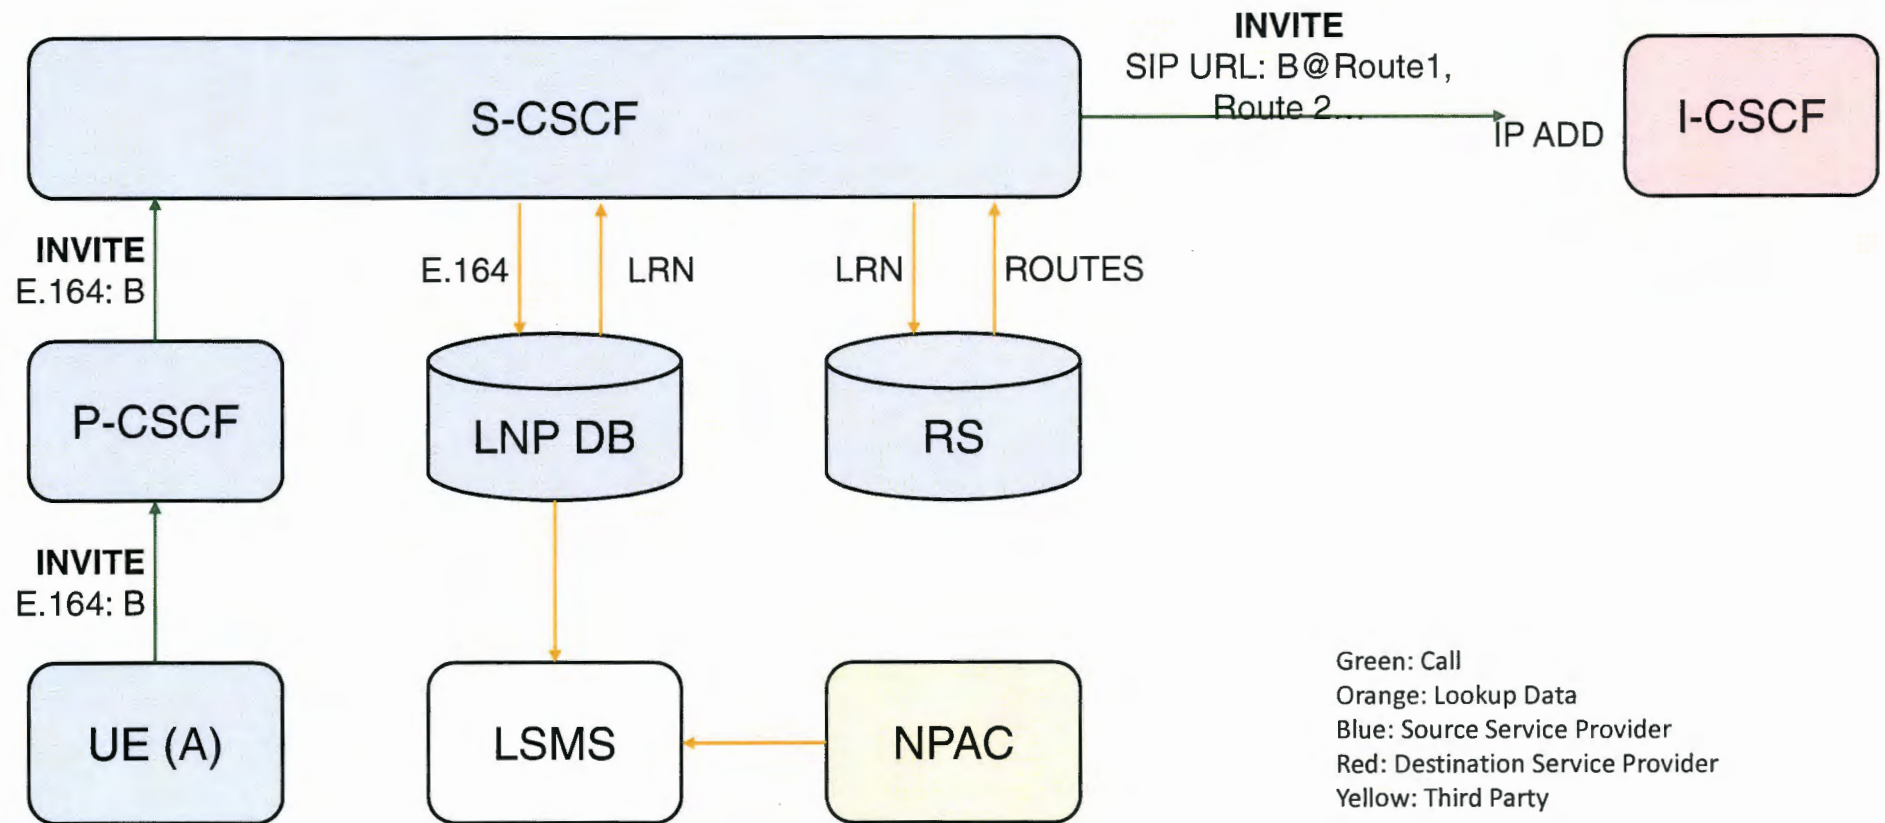 INVITE
SIP URL: B@Route1,
Route 2...
S-CSCF
IP ADD
I-CSCF
INVITE
E.164: B
E.164
LRN
LRN
ROUTES
P-CSCF
LNP DB
RS
INVITE
E.164: B
UE (A)
LSMS
NPAC
Green: Call
Orange: Lookup Data
Blue: Source Service Provider
Red: Destination Service Provider
Yellow: Third Party